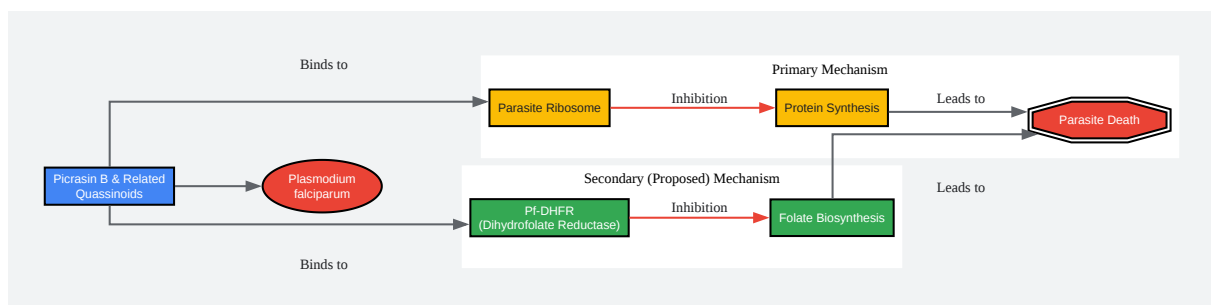 Binds to
Primary Mechanism
Parasite Ribosome
Inhibition
Protein Synthesis
Leads to
Parasite Death
Picrasin B & Related
Quassinoids
Plasmodium
falciparum
Secondary (Proposed) Mechanism
Pf-DHFR
(Dihydrofolate Reductase)
Inhibition
Folate Biosynthesis
Leads to
Binds to